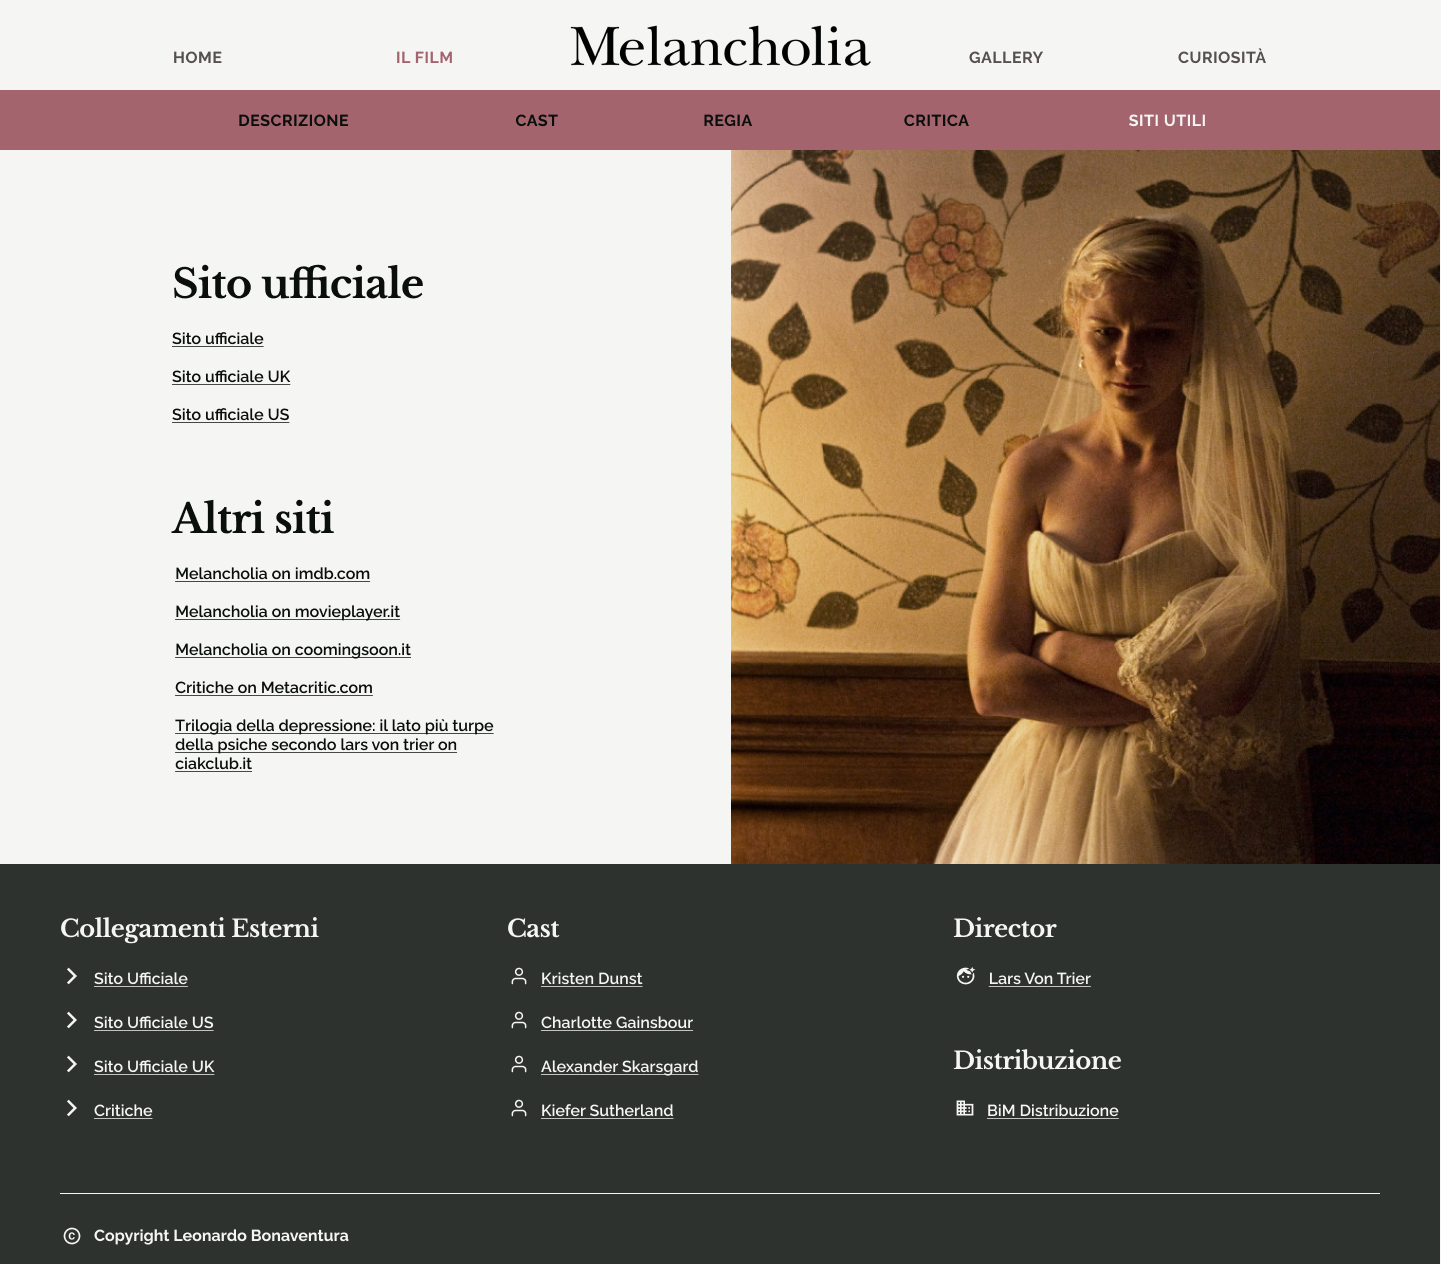 HOME
IL FILM
Melancholia
GALLERY
CURIOSITÀ
DESCRIZIONE
CAST
REGIA
CRITICA
SITI UTILI
Sito ufficiale
Sito ufficiale
Sito ufficiale UK
Sito ufficiale US
Altri siti
Melancholia on imdb.com
Melancholia on movieplayer.it
Melancholia on coomingsoon.it
Critiche on Metacritic.com
Trilogia della depressione: il lato più turpe
della psiche secondo lars von trier on
ciakclub.it
Collegamenti Esterni
Sito Ufficiale
Sito Ufficiale US
Sito Ufficiale UK
Critiche
Cast
Kristen Dunst
Charlotte Gainsbour
Alexander Skarsgard
Kiefer Sutherland
Director
Lars Von Trier
Distribuzione
BiM Distribuzione
© Copyright Leonardo Bonaventura